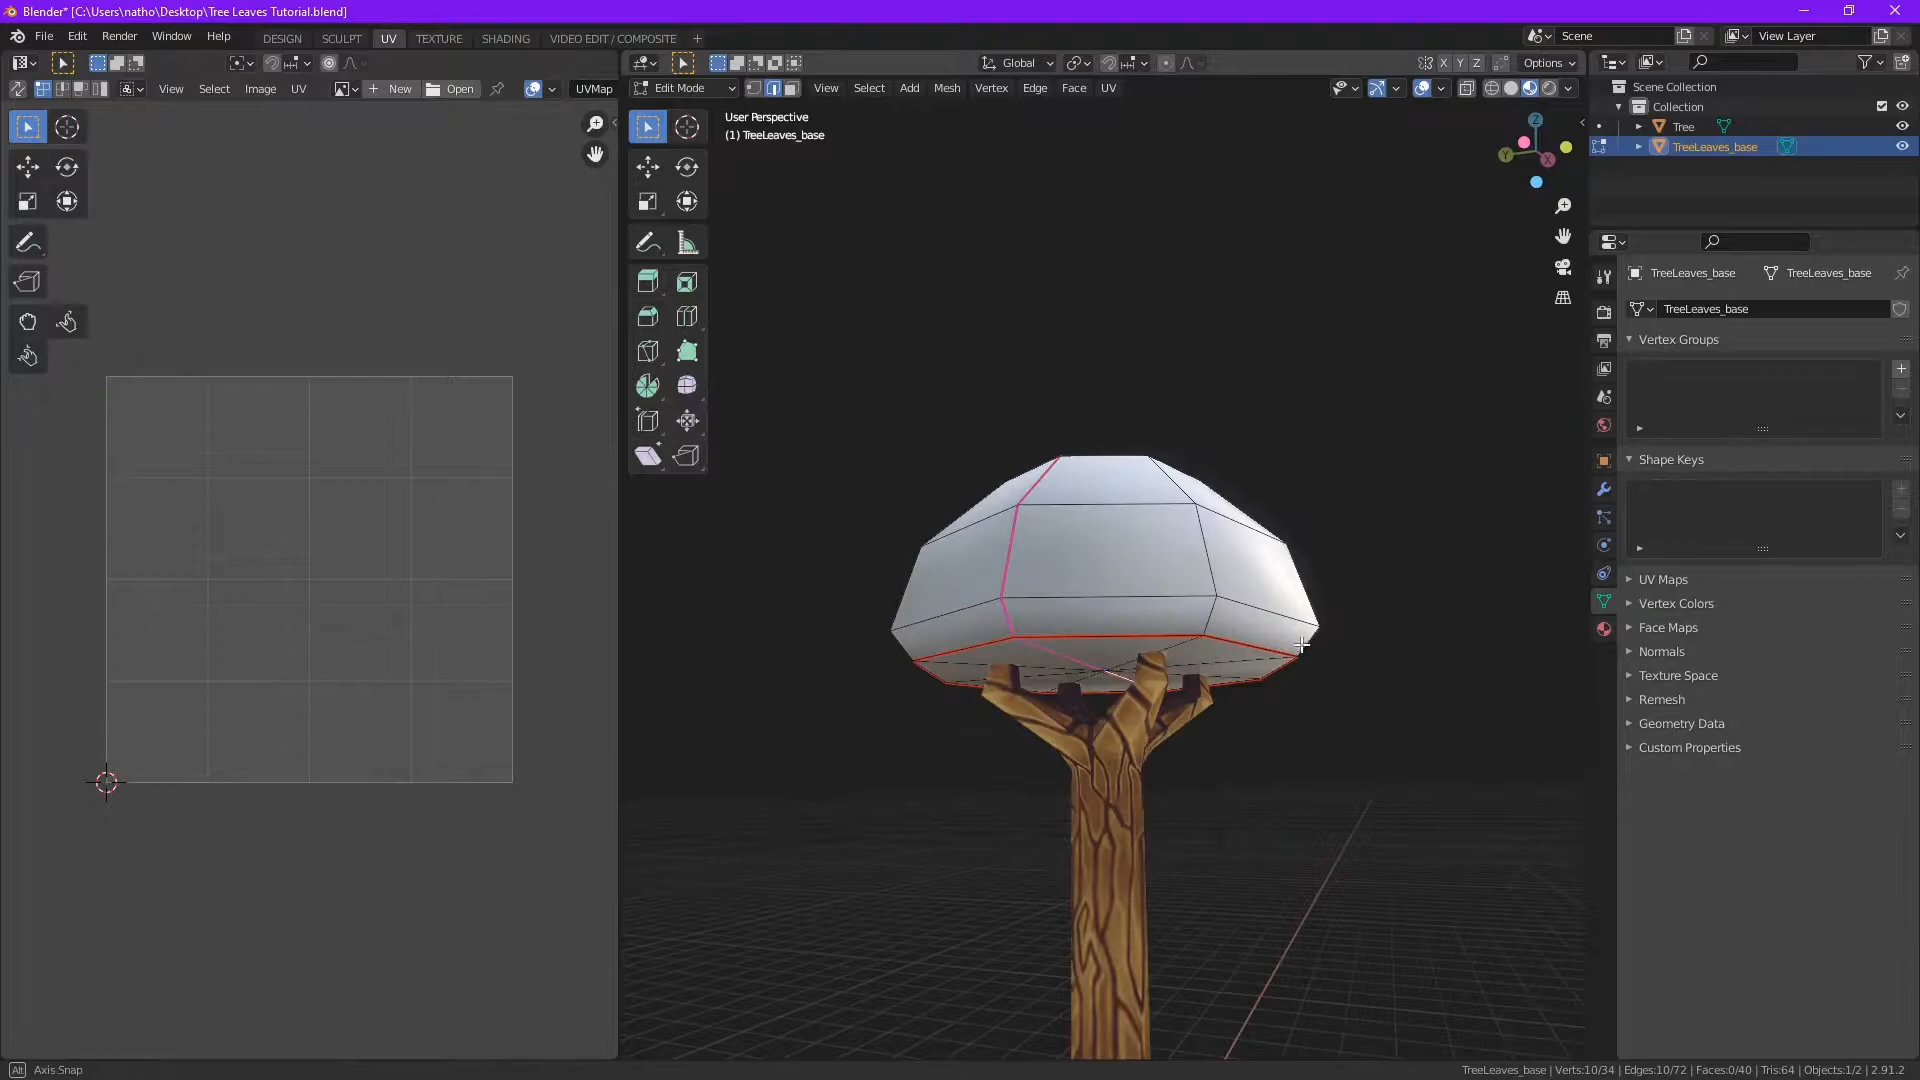 Blender* [C:\Users\natho\Desktop\Tree Leaves Tutorial.blend]
File Edit Render Window Help DESIGN SCULPT UV TEXTURE SHADING VIDEO EDIT / COMPOSITE + Scene View Layer
Global X Y Z Options
View Select Image UV New Open UVMap Edit Mode View Select Add Mesh Vertex Edge Face UV
Scene Collection
Collection
Tree
TreeLeaves_base
User Perspective
(1) TreeLeaves_base
Z
Y
X
TreeLeaves_base TreeLeaves_base
TreeLeaves_base
Vertex Groups
Shape Keys
UV Maps
Vertex Colors
Face Maps
Normals
Texture Space
Remesh
Geometry Data
Custom Properties
Alt Axis Snap
TreeLeaves_base | Verts:10/34 | Edges:10/72 | Faces:0/40 | Tris:64 | Objects:1/2 | 2.91.2